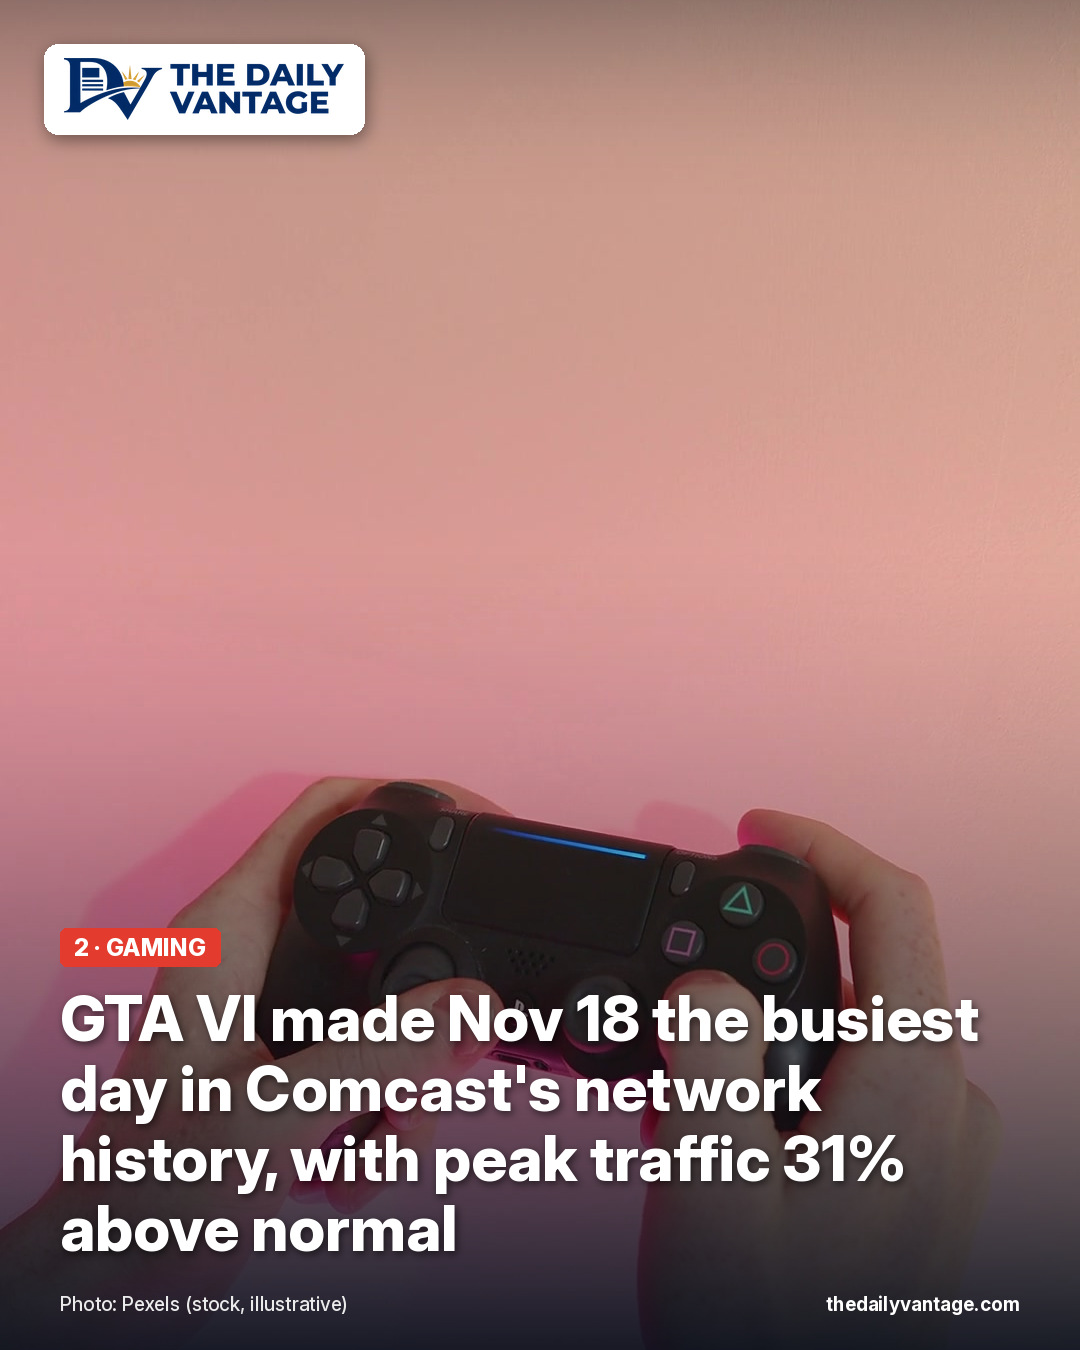 THE DAILY
VANTAGE
2 · GAMING
GTA VI made Nov 18 the busiest
day in Comcast's network
history, with peak traffic 31%
above normal
Photo: Pexels (stock, illustrative)
thedailyvantage.com